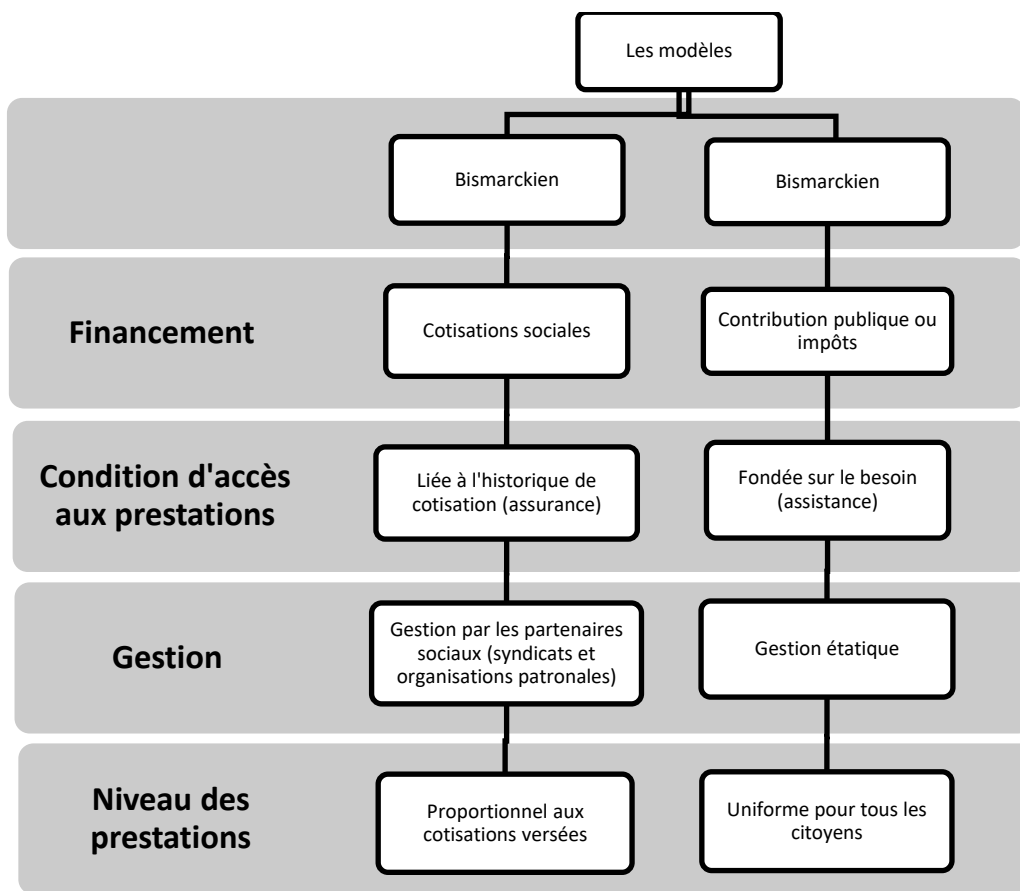 Les modèles
Bismarckien
Bismarckien
Financement
Cotisations sociales
Contribution publique ou
impôts
Condition d'accès
aux prestations
Liée à l'historique de
cotisation (assurance)
Fondée sur le besoin
(assistance)
Gestion
Gestion par les partenaires
sociaux (syndicats et
organisations patronales)
Gestion étatique
Niveau des
prestations
Proportionnel aux
cotisations versées
Uniforme pour tous les
citoyens